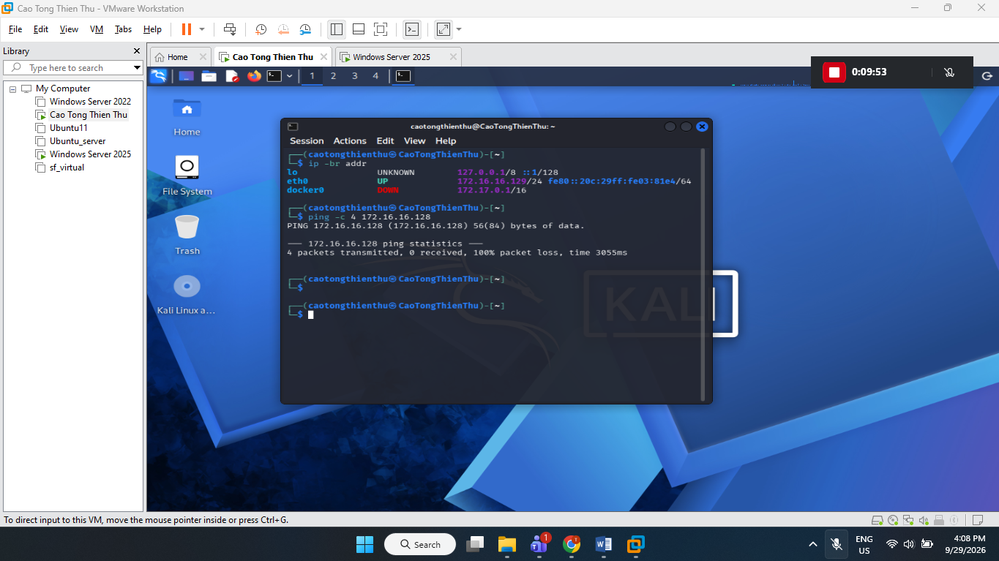 Cao Tong Thien Thu - VMware Workstation
File Edit View VM Tabs Help
Library
Type here to search
My Computer
Windows Server 2022
Cao Tong Thien Thu
Ubuntu11
Ubuntu_server
Windows Server 2025
sf_virtual
Home
Cao Tong Thien Thu
Windows Server 2025
1 2 3 4
0:09:53
Home
File System
Trash
Kali Linux a...
caotongthienthu@CaoTongThienThu: ~
Session Actions Edit View Help
┌──(caotongthienthu㉿CaoTongThienThu)-[~]
└─$ ip -br addr
lo UNKNOWN 127.0.0.1/8 ::1/128
eth0 UP 172.16.16.129/24 fe80::20c:29ff:fe03:81e4/64
docker0 DOWN 172.17.0.1/16
┌──(caotongthienthu㉿CaoTongThienThu)-[~]
└─$ ping -c 4 172.16.16.128
PING 172.16.16.128 (172.16.16.128) 56(84) bytes of data.
--- 172.16.16.128 ping statistics ---
4 packets transmitted, 0 received, 100% packet loss, time 3055ms
┌──(caotongthienthu㉿CaoTongThienThu)-[~]
└─$
┌──(caotongthienthu㉿CaoTongThienThu)-[~]
└─$
KALI
To direct input to this VM, move the mouse pointer inside or press Ctrl+G.
Search
1
ENG
US
4:08 PM
9/29/2026